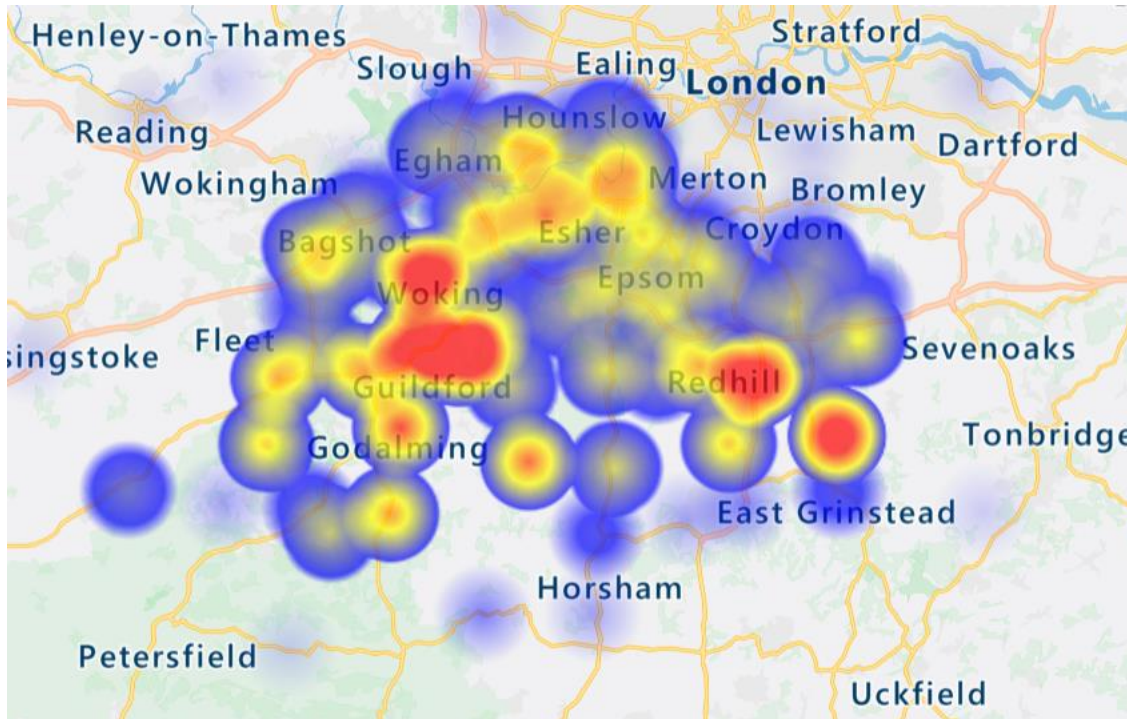 Henley-on-Thames
Stratford
Slough
Ealing
London
Reading
Hounslow
Lewisham
Dartford
Egham
Wokingham
Merton
Bromley
Bagshot
Esher
Croydon
Epsom
Woking
Fleet
singstoke
Sevenoaks
Guildford
Redhill
Godalming
Tonbridge
East Grinstead
Horsham
Petersfield
Uckfield